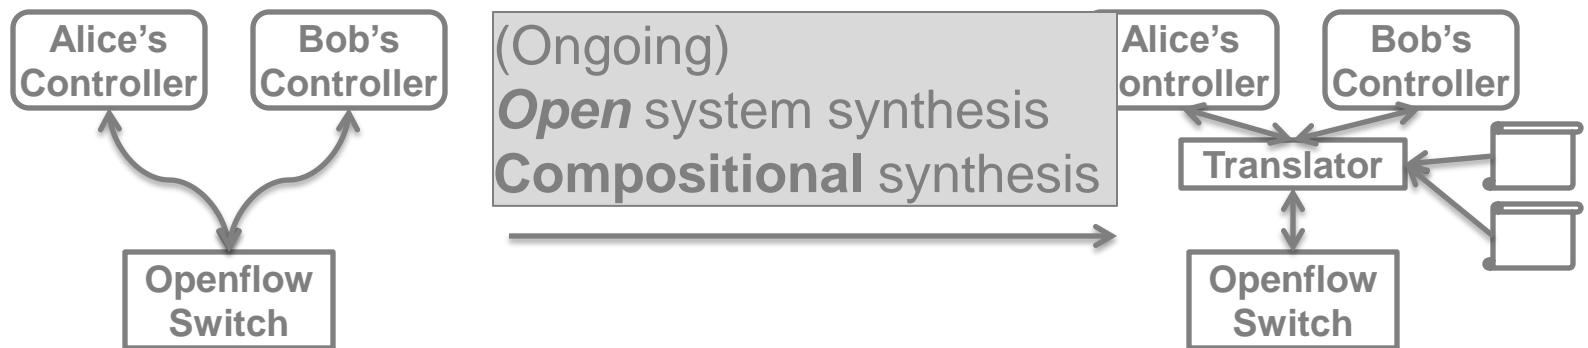 Alice's
Controller
Bob's
Controller
Openflow
Switch
(Ongoing)
Open system synthesis
Compositional synthesis
Alice's
ontroller
Bob's
Controller
Translator
Openflow
Switch